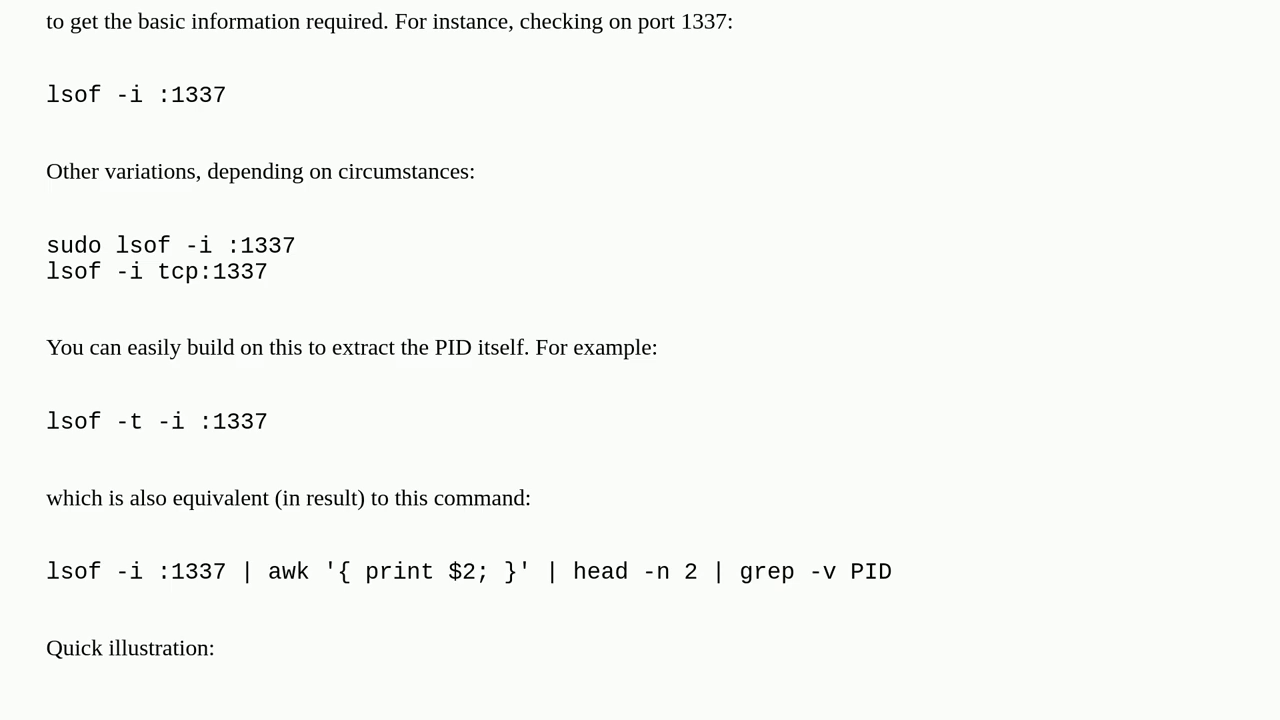 to get the basic information required. For instance, checking on port 1337:
lsof -i :1337
Other variations, depending on circumstances:
sudo lsof -i :1337
lsof -i tcp:1337
You can easily build on this to extract the PID itself. For example:
lsof -t -i :1337
which is also equivalent (in result) to this command:
lsof -i :1337 | awk '{ print $2; }' | head -n 2 | grep -v PID
Quick illustration: